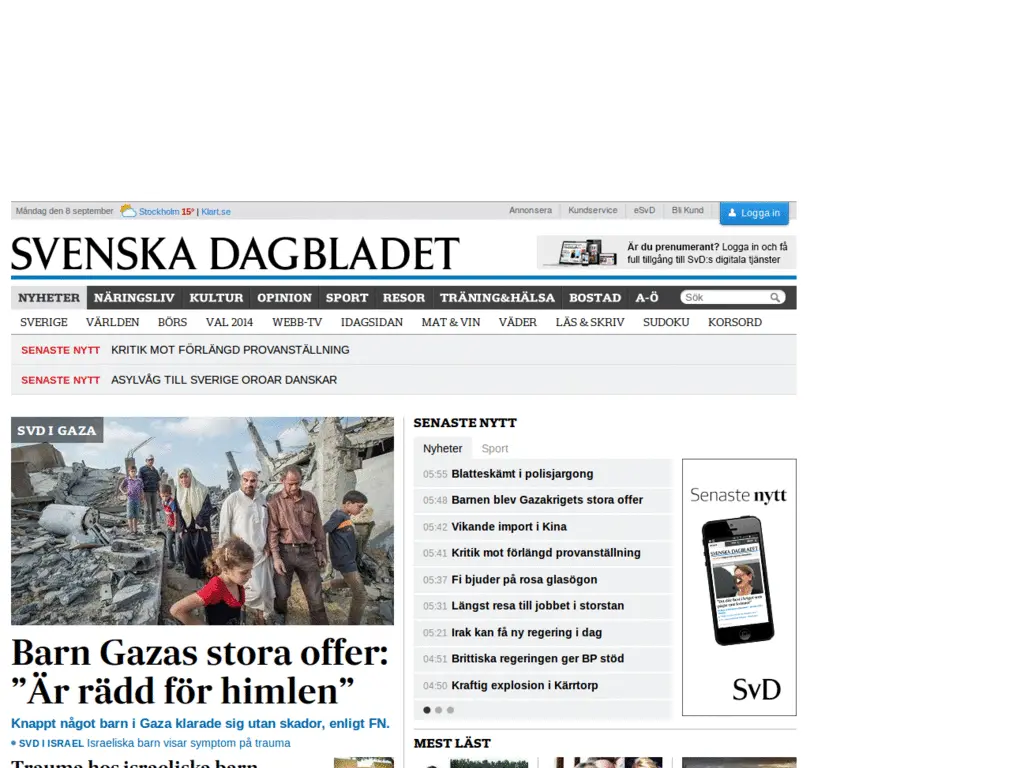 Måndag den 8 september Stockholm 15° | Klart.se Annonsera Kundservice eSvD Bli Kund Logga in
SVENSKA DAGBLADET
Är du prenumerant? Logga in och få
full tillgång till SvD:s digitala tjänster
NYHETER NÄRINGSLIV KULTUR OPINION SPORT RESOR TRÄNING&HÄLSA BOSTAD A-Ö Sök
SVERIGE VÄRLDEN BÖRS VAL 2014 WEBB-TV IDAGSIDAN MAT & VIN VÄDER LÄS & SKRIV SUDOKU KORSORD
SENASTE NYTT KRITIK MOT FÖRLÄNGD PROVANSTÄLLNING
SENASTE NYTT ASYLVÅG TILL SVERIGE OROAR DANSKAR
SVD I GAZA
Barn Gazas stora offer:
”Är rädd för himlen”
Knappt något barn i Gaza klarade sig utan skador, enligt FN.
SVD I ISRAEL Israeliska barn visar symptom på trauma
Trauma hos israeliska barn
SENASTE NYTT
Nyheter Sport
05:55 Blatteskämt i polisjargong
05:48 Barnen blev Gazakrigets stora offer
05:42 Vikande import i Kina
05:41 Kritik mot förlängd provanställning
05:37 Fi bjuder på rosa glasögon
05:31 Längst resa till jobbet i storstan
05:21 Irak kan få ny regering i dag
04:51 Brittiska regeringen ger BP stöd
04:50 Kraftig explosion i Kärrtorp
Senaste nytt
SVENSKA DAGBLADET
SvD
MEST LÄST